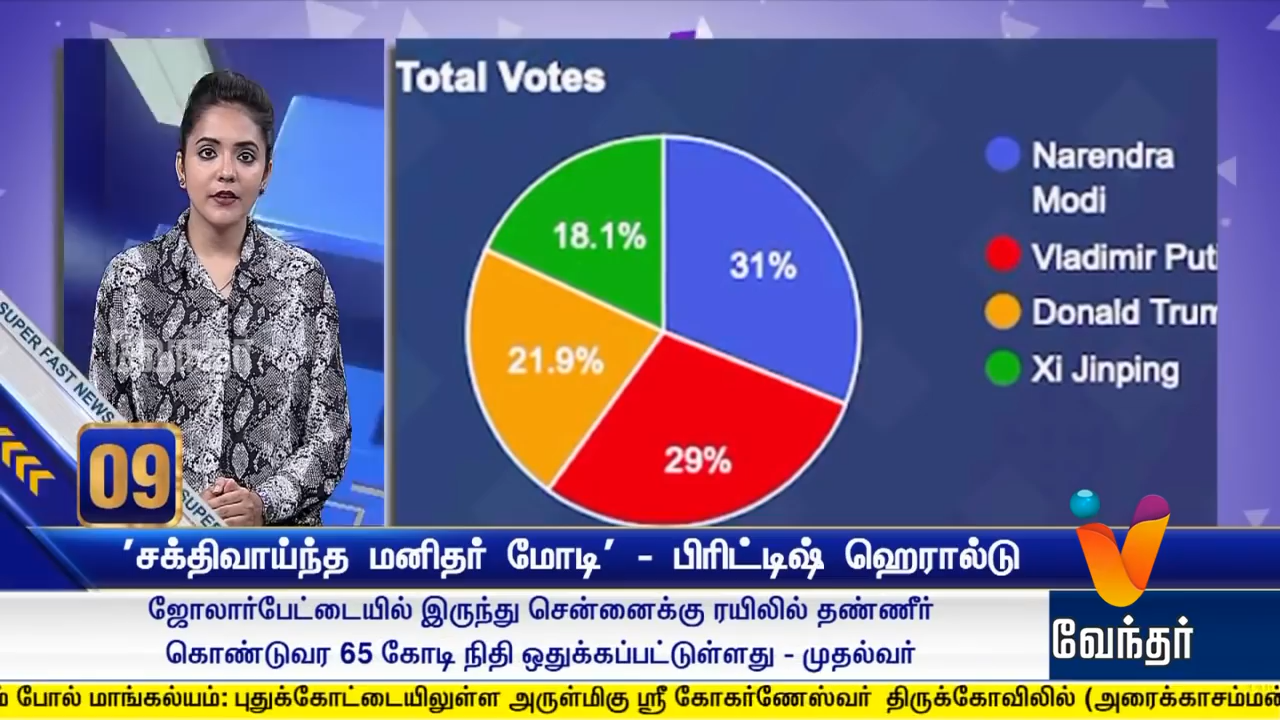 Total Votes
Narendra
Modi
Vladimir Put
Donald Trum
Xi Jinping
31%
29%
21.9%
18.1%
வேந்தர்
SUPER FAST NEWS
SUPER
09
'சக்திவாய்ந்த மனிதர் மோடி' - பிரிட்டிஷ் ஹெரால்டு
ஜோலார்பேட்டையில் இருந்து சென்னைக்கு ரயிலில் தண்ணீர்
கொண்டுவர 65 கோடி நிதி ஒதுக்கப்பட்டுள்ளது - முதல்வர்
வேந்தர்
போல் மாங்கல்யம்: புதுக்கோட்டையிலுள்ள அருள்மிகு ஸ்ரீ கோகர்ணேஸ்வர் திருக்கோவிலில் (அரைக்காசம்மன்